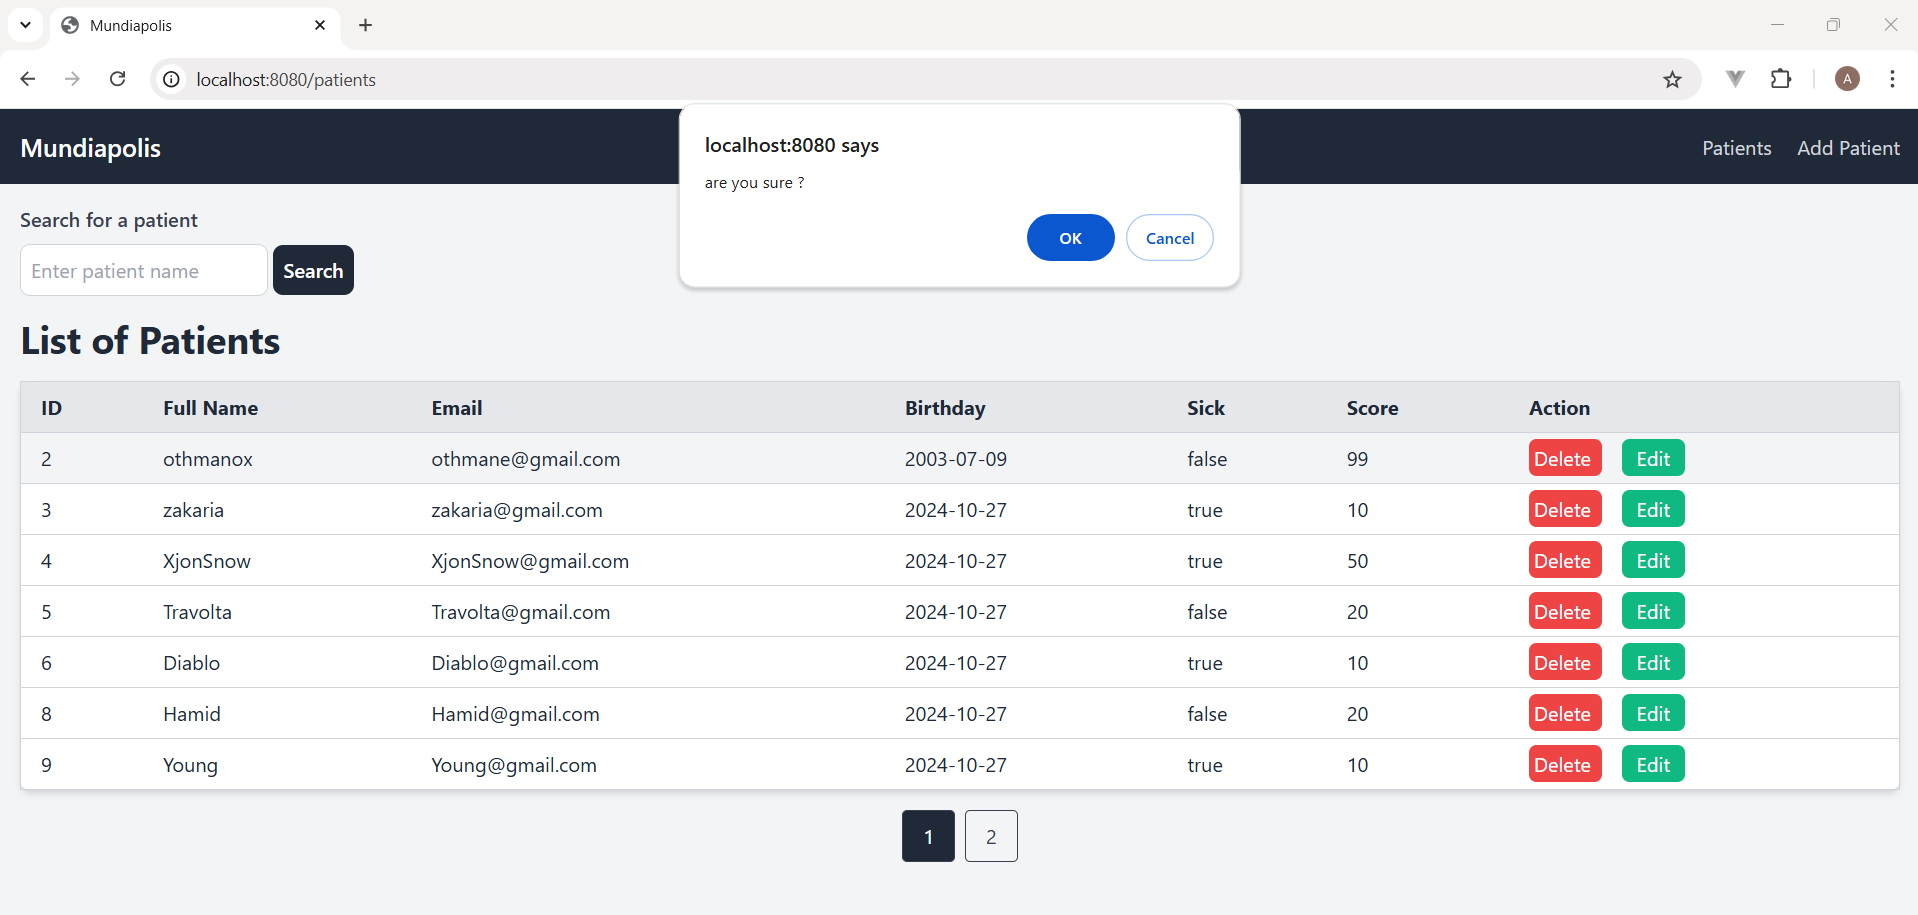 Mundiapolis
localhost:8080/patients
A
Mundiapolis
Patients Add Patient
localhost:8080 says
are you sure ?
OK Cancel
Search for a patient
Enter patient name Search
List of Patients
ID Full Name Email Birthday Sick Score Action
2 othmanox othmane@gmail.com 2003-07-09 false 99 Delete Edit
3 zakaria zakaria@gmail.com 2024-10-27 true 10 Delete Edit
4 XjonSnow XjonSnow@gmail.com 2024-10-27 true 50 Delete Edit
5 Travolta Travolta@gmail.com 2024-10-27 false 20 Delete Edit
6 Diablo Diablo@gmail.com 2024-10-27 true 10 Delete Edit
8 Hamid Hamid@gmail.com 2024-10-27 false 20 Delete Edit
9 Young Young@gmail.com 2024-10-27 true 10 Delete Edit
1 2